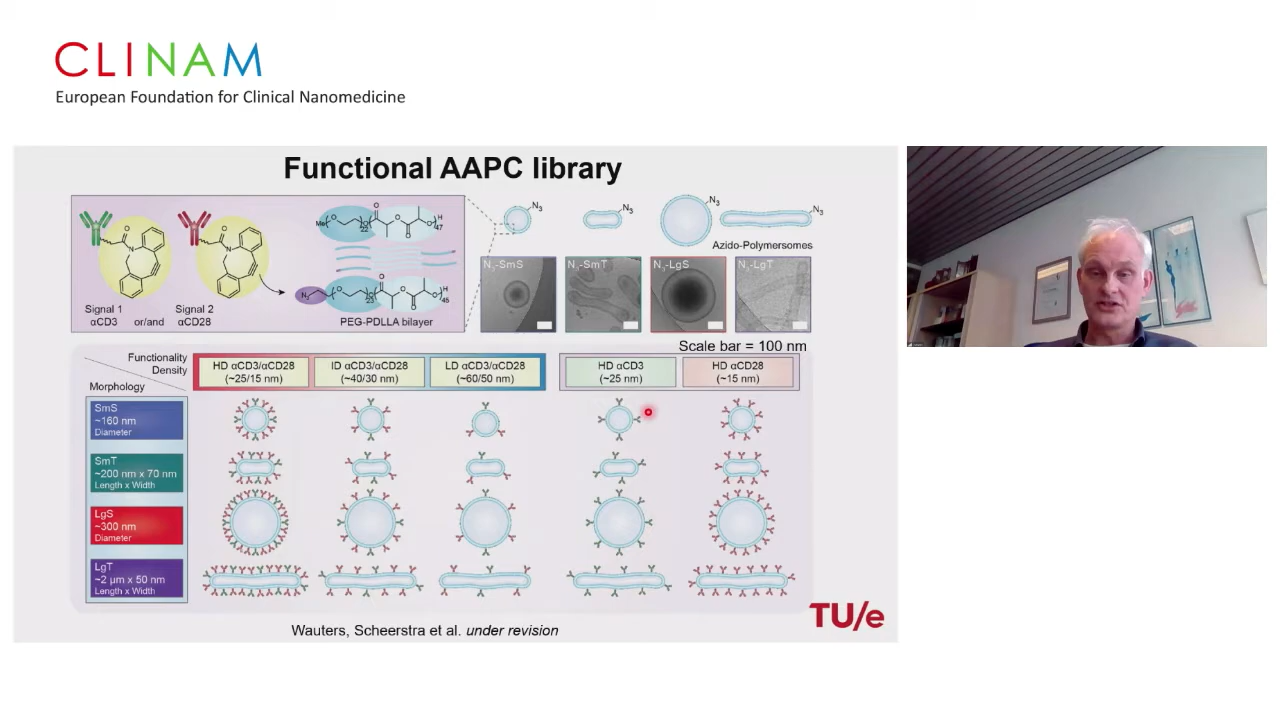 CLINAM
European Foundation for Clinical Nanomedicine
Functional AAPC library
Signal 1
αCD3
or/and
Signal 2
αCD28
PEG-PDLLA bilayer
N3
N3
N3
N3
Azido-Polymersomes
N3-SmS
N3-SmT
N3-LgS
N3-LgT
Scale bar = 100 nm
Functionality
Density
Morphology
HD αCD3/αCD28
(~25/15 nm)
ID αCD3/αCD28
(~40/30 nm)
LD αCD3/αCD28
(~60/50 nm)
HD αCD3
(~25 nm)
HD αCD28
(~15 nm)
SmS
~160 nm
Diameter
SmT
~200 nm x 70 nm
Length x Width
LgS
~300 nm
Diameter
LgT
~2 µm x 50 nm
Length x Width
Wauters, Scheerstra et al. under revision
TU/e